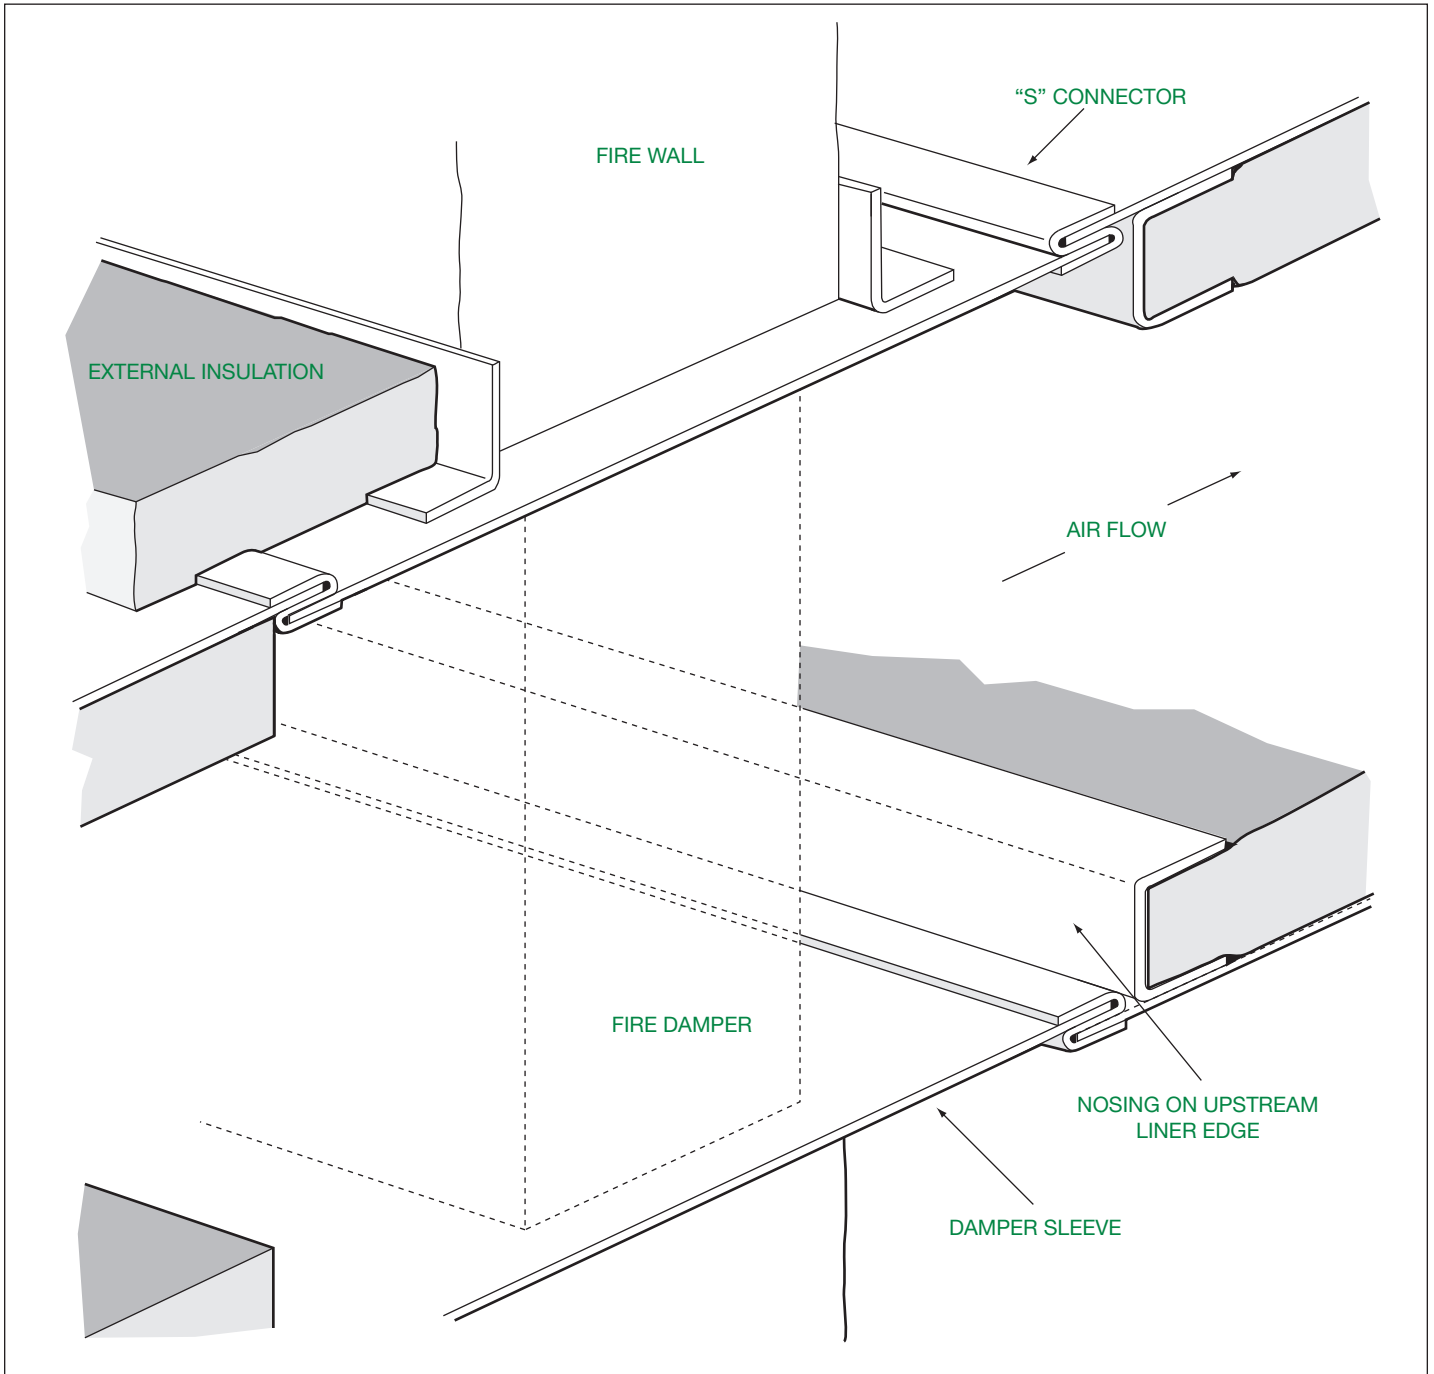 “S” CONNECTOR
FIRE WALL
EXTERNAL INSULATION
AIR FLOW
FIRE DAMPER
NOSING ON UPSTREAM
LINER EDGE
DAMPER SLEEVE